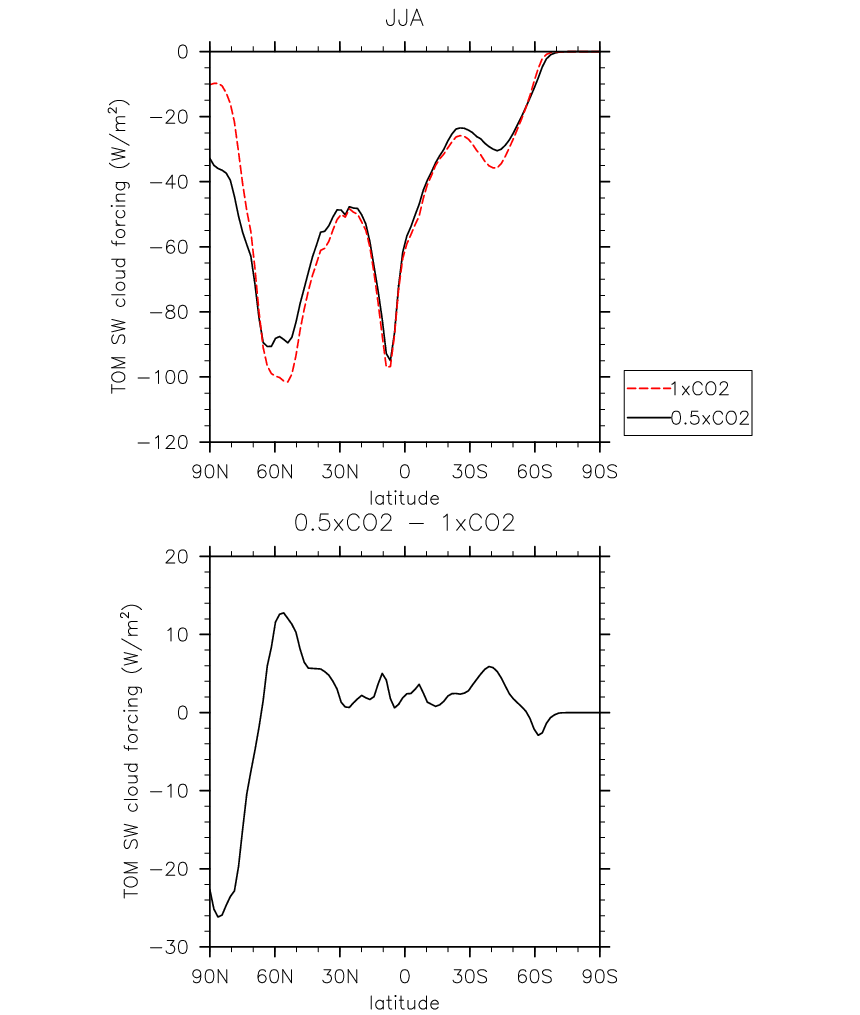 JJA
TOM SW cloud forcing (W/m²)
0
−20
−40
−60
−80
−100
−120
90N 60N 30N 0 30S 60S 90S
latitude
1xCO2
0.5xCO2
0.5xCO2 − 1xCO2
TOM SW cloud forcing (W/m²)
20
10
0
−10
−20
−30
90N 60N 30N 0 30S 60S 90S
latitude